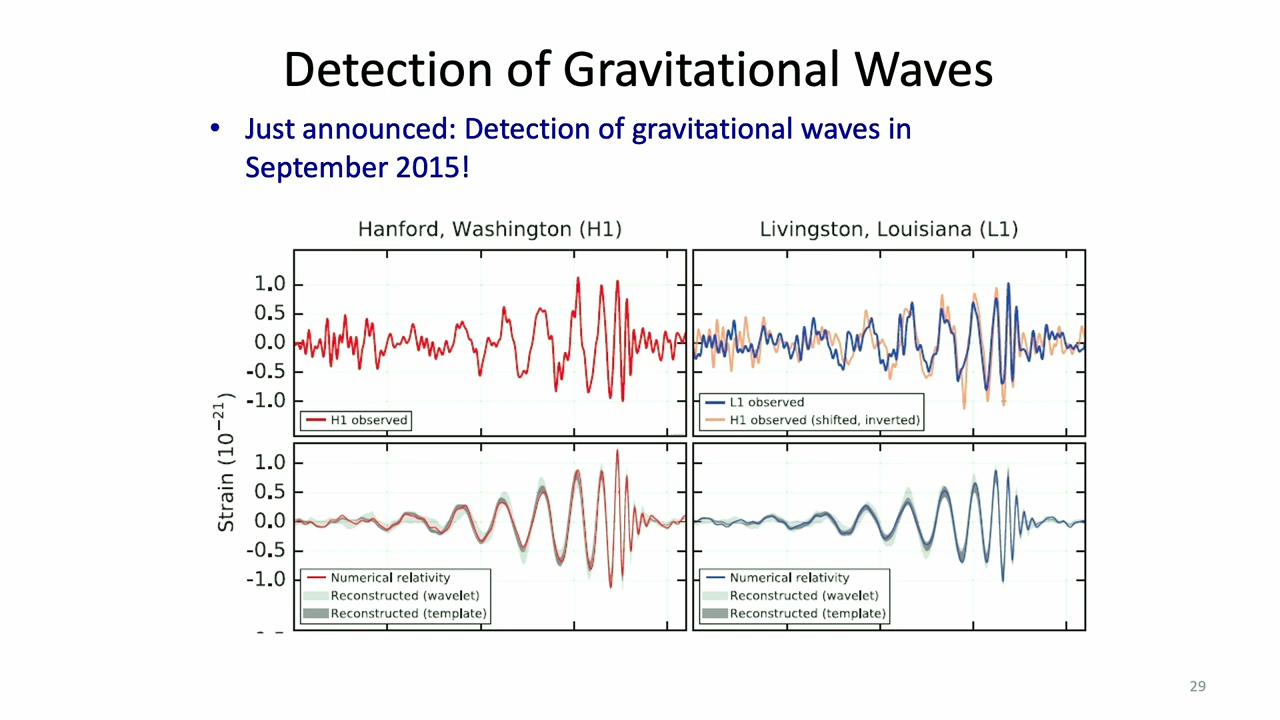 Detection of Gravitational Waves
• Just announced: Detection of gravitational waves in
September 2015!
Hanford, Washington (H1)
Livingston, Louisiana (L1)
Strain (10⁻²¹)
1.0
0.5
0.0
-0.5
-1.0
H1 observed
L1 observed
H1 observed (shifted, inverted)
1.0
0.5
0.0
-0.5
-1.0
Numerical relativity
Reconstructed (wavelet)
Reconstructed (template)
Numerical relativity
Reconstructed (wavelet)
Reconstructed (template)
29